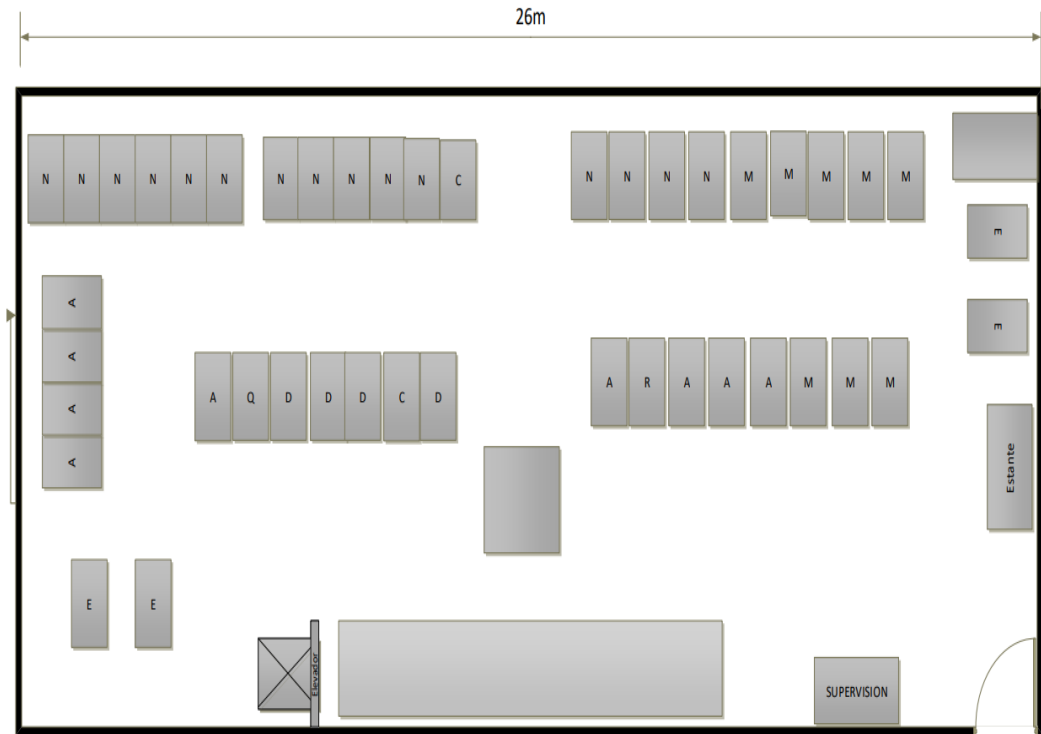 26m
N N N N N N N N N N N C N N N N M M M M M
E
A
A
E
A Q D D D C D A R A A A M M M
A
A
Estante
E E
Elevador
SUPERVISION